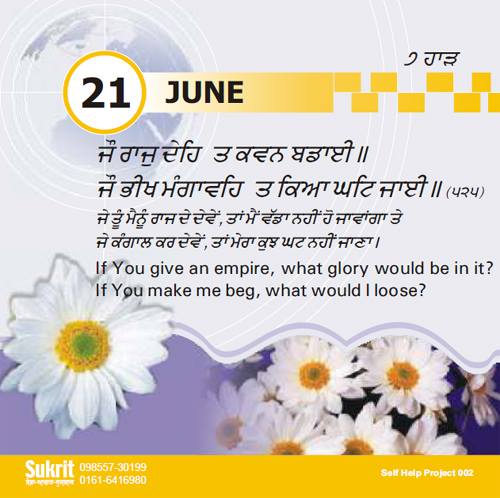 ੭ ਹਾੜ
21 JUNE
ਜੌ ਰਾਜੁ ਦੇਹਿ ਤ ਕਵਨ ਬਡਾਈ॥
ਜੌ ਭੀਖ ਮੰਗਾਵਹਿ ਤ ਕਿਆ ਘਟਿ ਜਾਈ॥ (੫੨੫)
ਜੇ ਤੂੰ ਮੈਨੂੰ ਰਾਜ ਦੇ ਦੇਵੇਂ, ਤਾਂ ਮੈਂ ਵੱਡਾ ਨਹੀਂ ਹੋ ਜਾਵਾਂਗਾ ਤੇ
ਜੇ ਕੰਗਾਲ ਕਰ ਦੇਵੇਂ, ਤਾਂ ਮੇਰਾ ਕੁਝ ਘਟ ਨਹੀਂ ਜਾਣਾ।
If You give an empire, what glory would be in it?
If You make me beg, what would I loose?
Sukrit 098557-30199
0161-6416980
Self Help Project 002